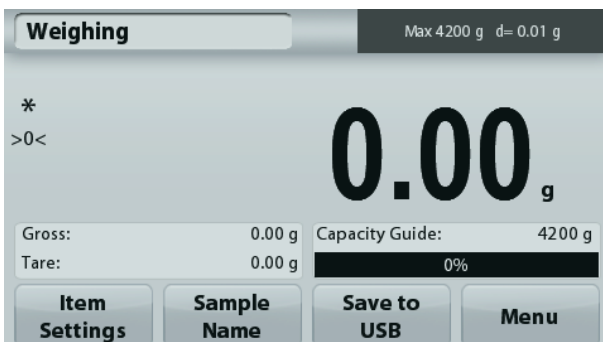 Weighing
Max 4200 g d= 0.01 g
*
>0<
0.00 g
Gross: 0.00 g
Tare: 0.00 g
Capacity Guide: 4200 g
0%
Item
Settings
Sample
Name
Save to
USB
Menu